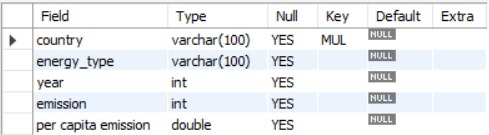 Field Type Null Key Default Extra
country varchar(100) YES MUL NULL
energy_type varchar(100) YES NULL
year int YES NULL
emission int YES NULL
per capita emission double YES NULL